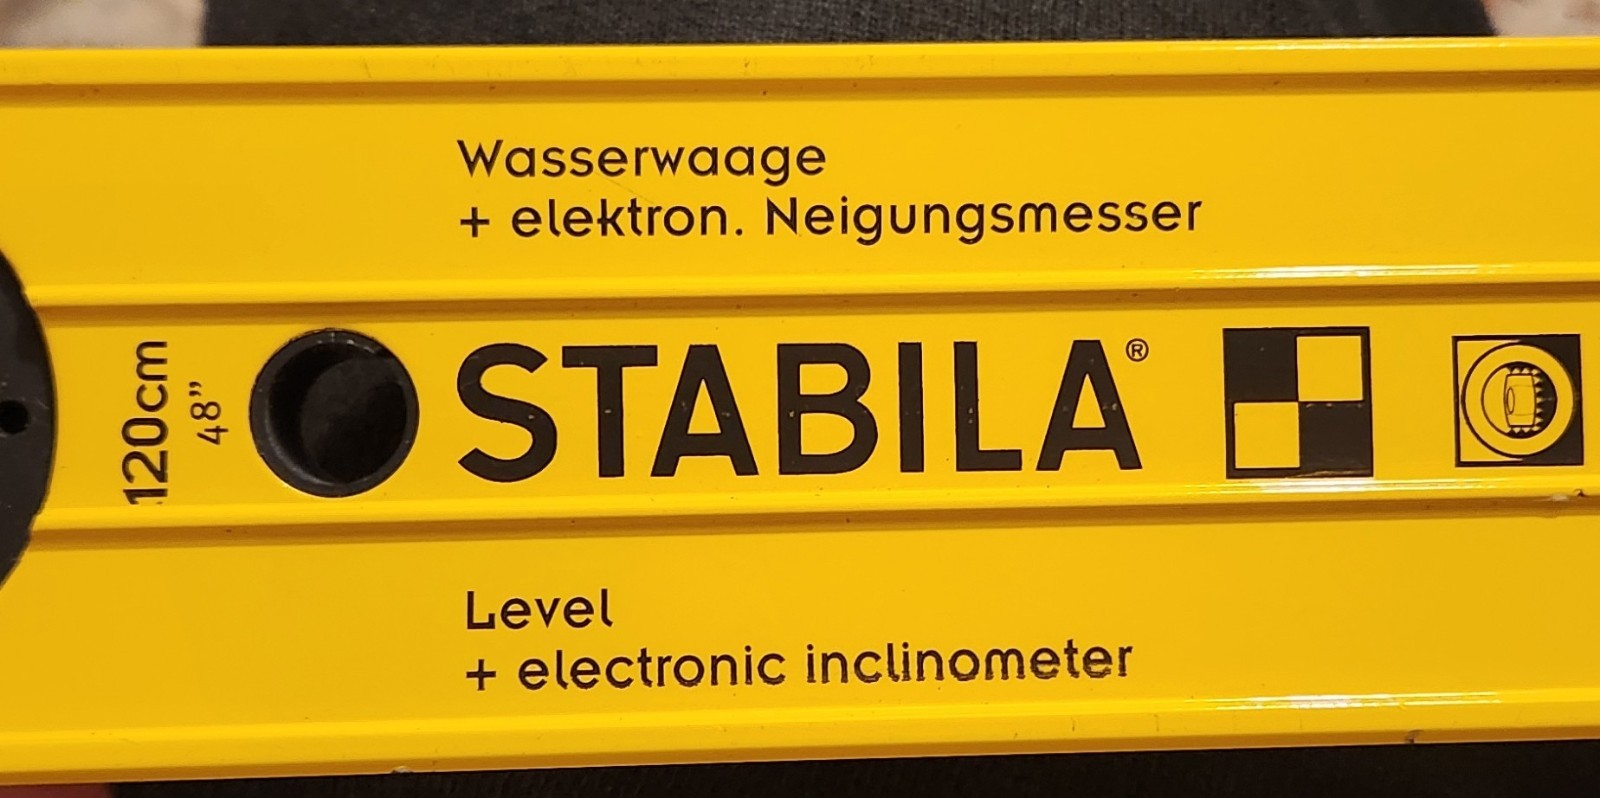 Wasserwaage
+ elektron. Neigungsmesser
120cm
48”
STABILA®
Level
+ electronic inclinometer